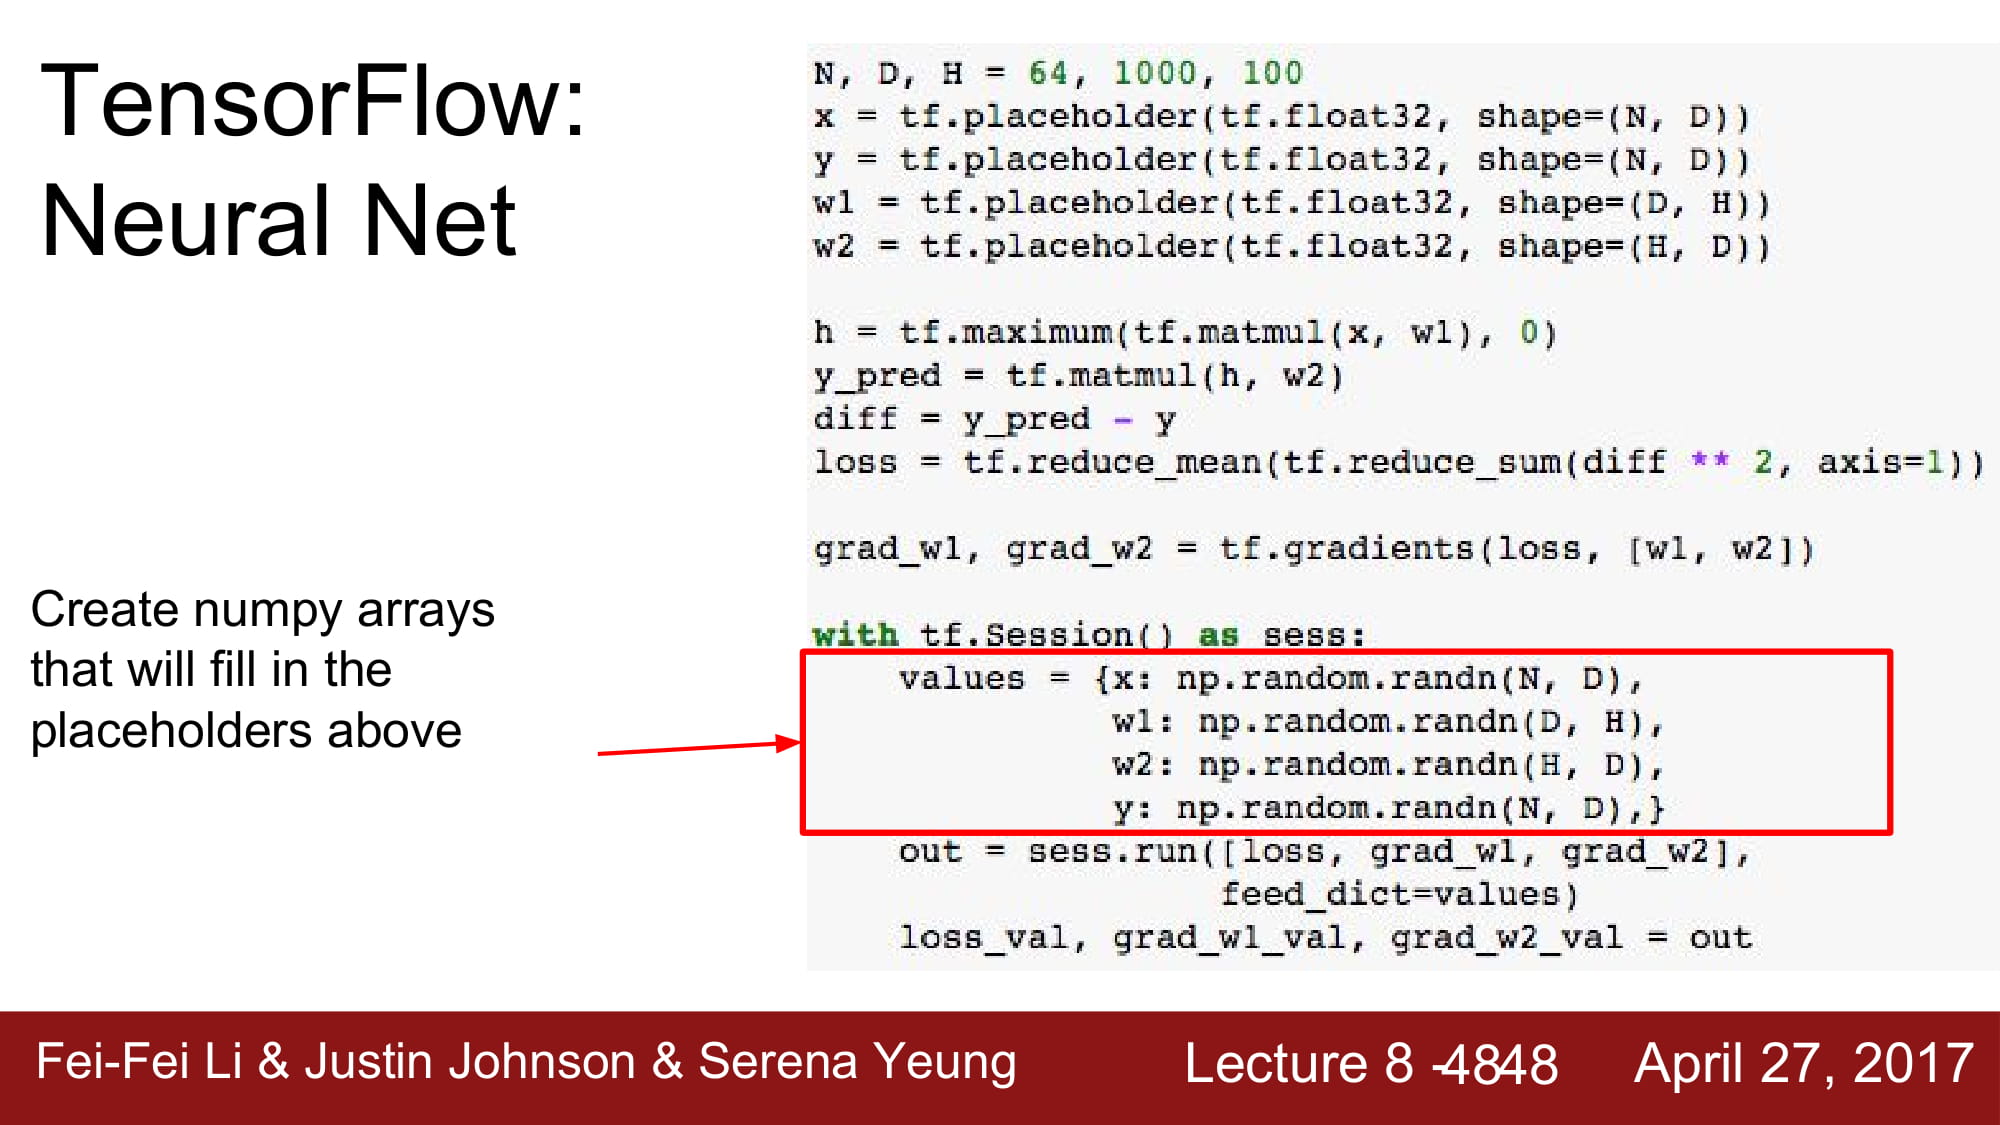 TensorFlow:
Neural Net
N, D, H = 64, 1000, 100
x = tf.placeholder(tf.float32, shape=(N, D))
y = tf.placeholder(tf.float32, shape=(N, D))
w1 = tf.placeholder(tf.float32, shape=(D, H))
w2 = tf.placeholder(tf.float32, shape=(H, D))
h = tf.maximum(tf.matmul(x, w1), 0)
y_pred = tf.matmul(h, w2)
diff = y_pred - y
loss = tf.reduce_mean(tf.reduce_sum(diff ** 2, axis=1))
grad_w1, grad_w2 = tf.gradients(loss, [w1, w2])
with tf.Session() as sess:
values = {x: np.random.randn(N, D),
w1: np.random.randn(D, H),
w2: np.random.randn(H, D),
y: np.random.randn(N, D),}
out = sess.run([loss, grad_w1, grad_w2],
feed_dict=values)
loss_val, grad_w1_val, grad_w2_val = out
Create numpy arrays
that will fill in the
placeholders above
Fei-Fei Li & Justin Johnson & Serena Yeung
Lecture 8 -4848
April 27, 2017